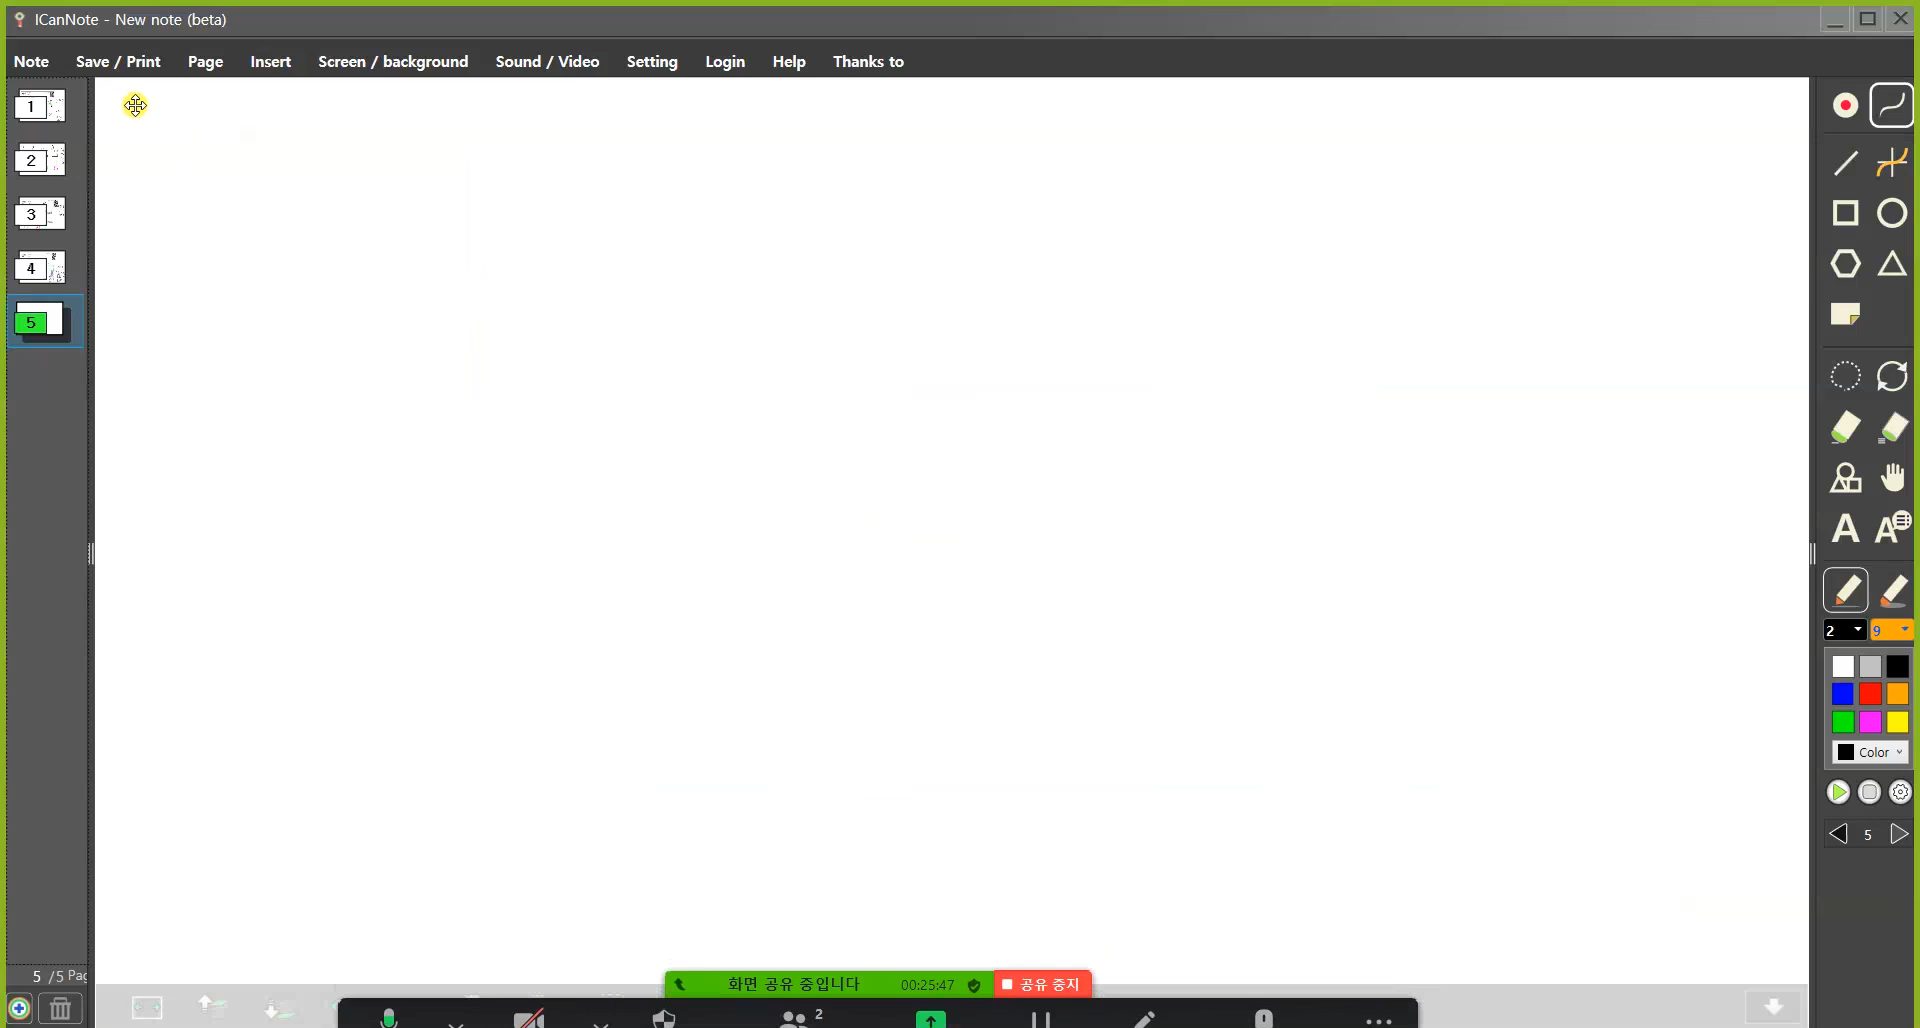 ICanNote - New note (beta)
Note Save / Print Page Insert Screen / background Sound / Video Setting Login Help Thanks to
1
2
3
4
5
A A
2 9
Color
5
5 / 5 Pag
화면 공유 중입니다 00:25:47 공유 중지
2